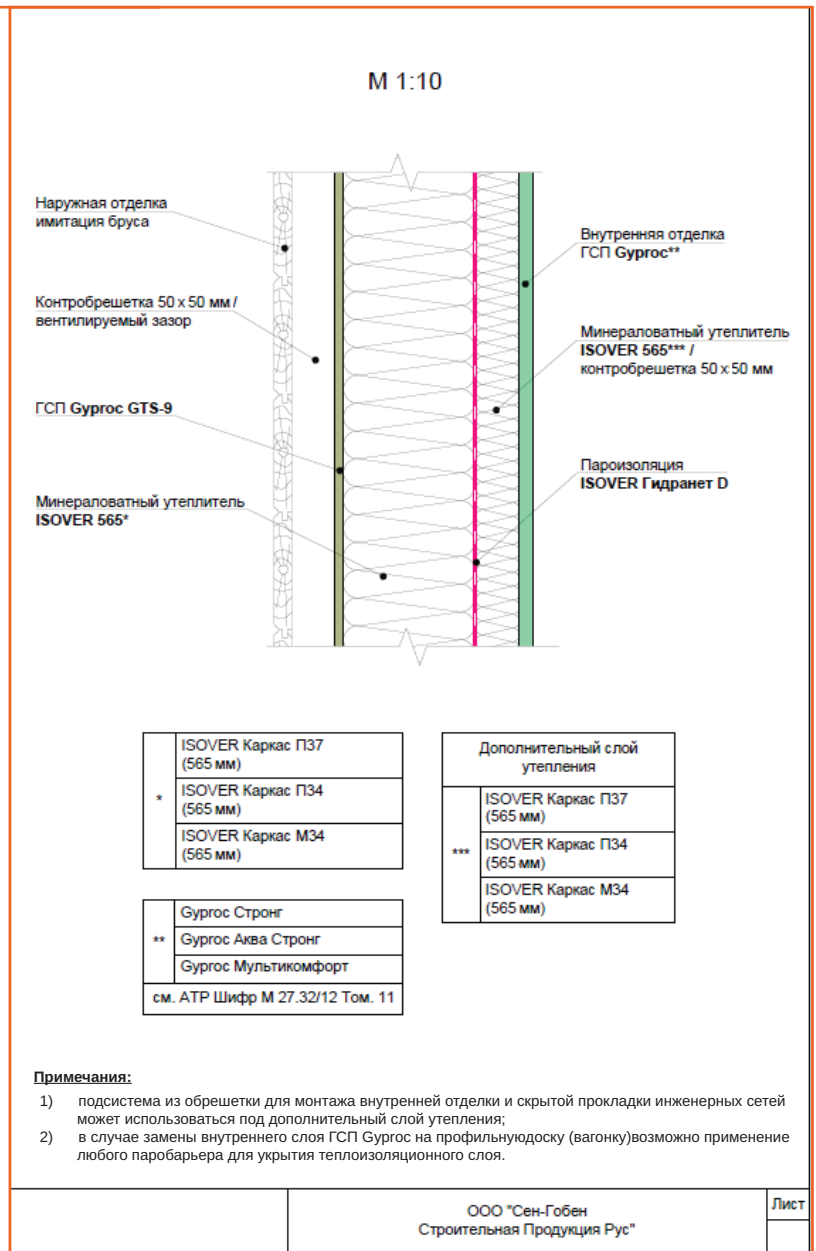 М 1:10
Наружная отделка
имитация бруса
Контробрешетка 50 х 50 мм /
вентилируемый зазор
ГСП Gyproc GTS-9
Минераловатный утеплитель
ISOVER 565*
Внутренняя отделка
ГСП Gyproc**
Минераловатный утеплитель
ISOVER 565*** /
контробрешетка 50 х 50 мм
Пароизоляция
ISOVER Гидранет D
*
ISOVER Каркас П37
(565 мм)
ISOVER Каркас П34
(565 мм)
ISOVER Каркас М34
(565 мм)
**
Gyproc Стронг
Gyproc Аква Стронг
Gyproc Мультикомфорт
см. АТР Шифр М 27.32/12 Том. 11
Дополнительный слой
утепления
***
ISOVER Каркас П37
(565 мм)
ISOVER Каркас П34
(565 мм)
ISOVER Каркас М34
(565 мм)
Примечания:
1) подсистема из обрешетки для монтажа внутренней отделки и скрытой прокладки инженерных сетей
может использоваться под дополнительный слой утепления;
2) в случае замены внутреннего слоя ГСП Gyproc на профильнуюдоску (вагонку)возможно применение
любого паробарьера для укрытия теплоизоляционного слоя.
ООО "Сен-Гобен
Строительная Продукция Рус"
Лист